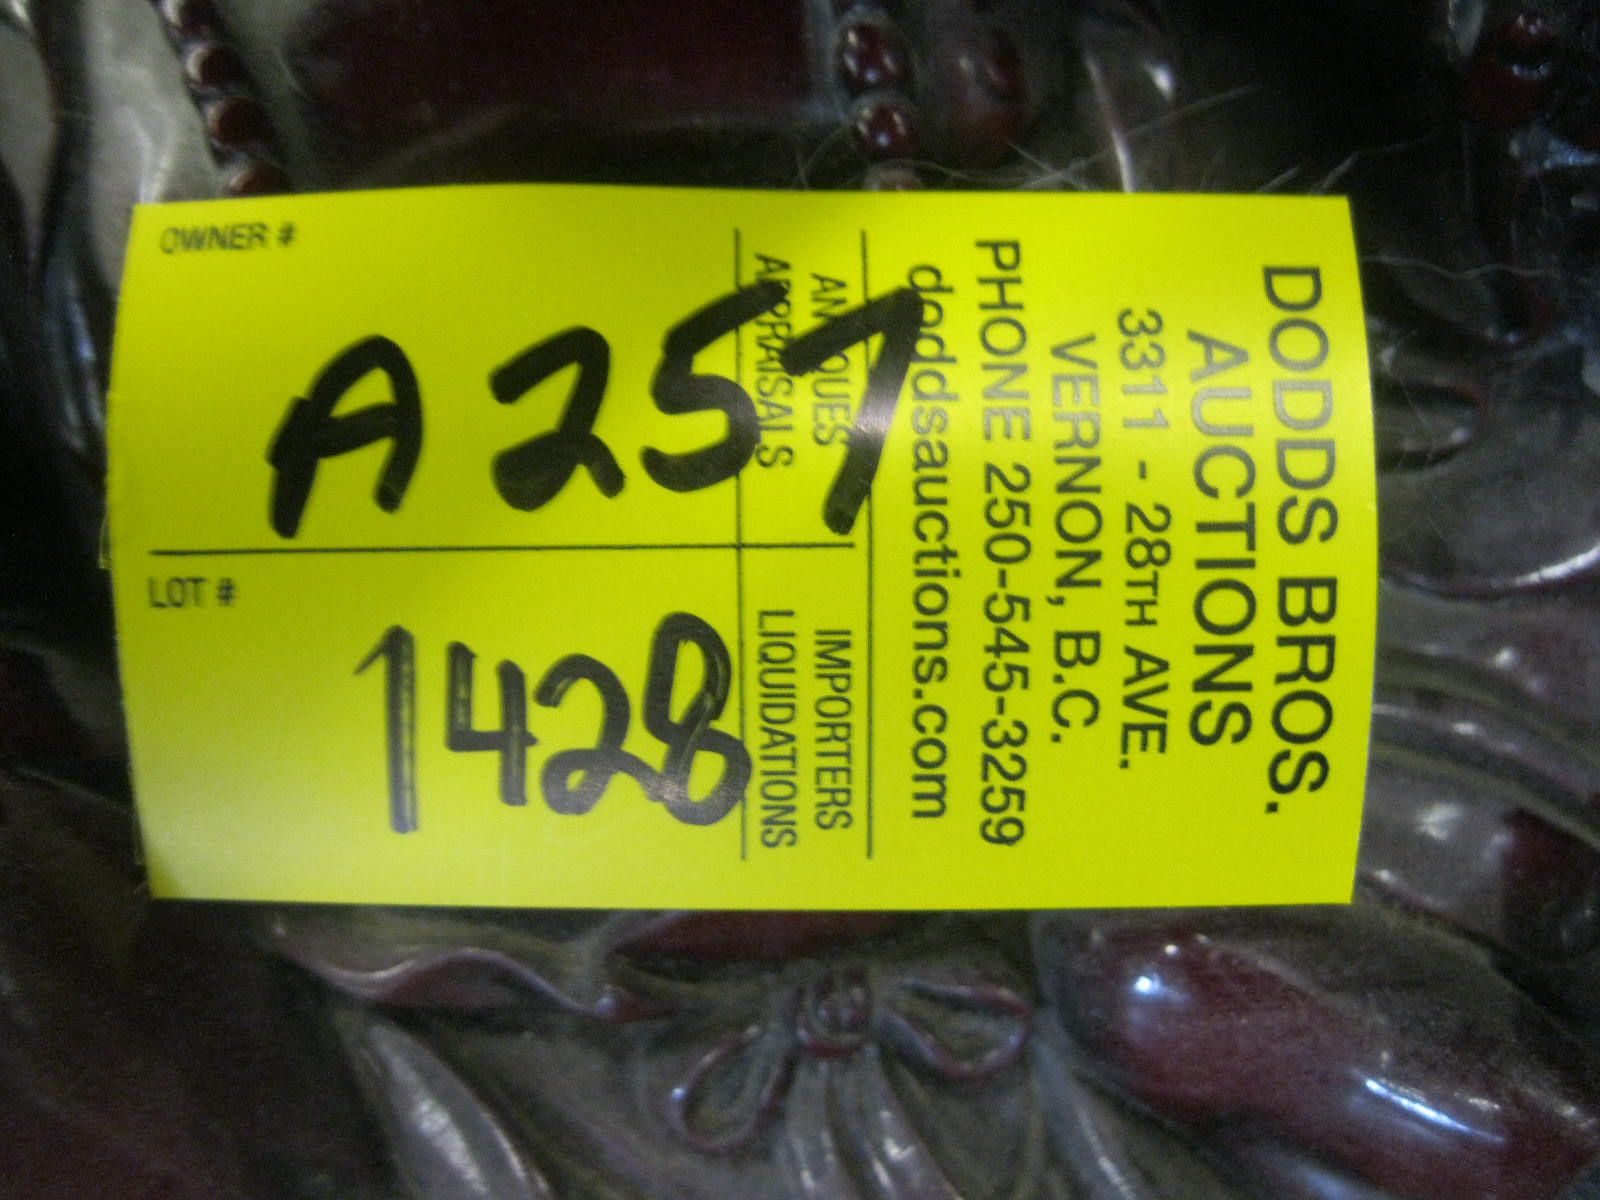 DODDS BROS.
AUCTIONS
3311 - 28TH AVE.
VERNON, B.C.
PHONE 250-545-3259
doddsauctions.com
ANTIQUES
APPRAISALS
IMPORTERS
LIQUIDATIONS
OWNER #
A257
LOT #
1428